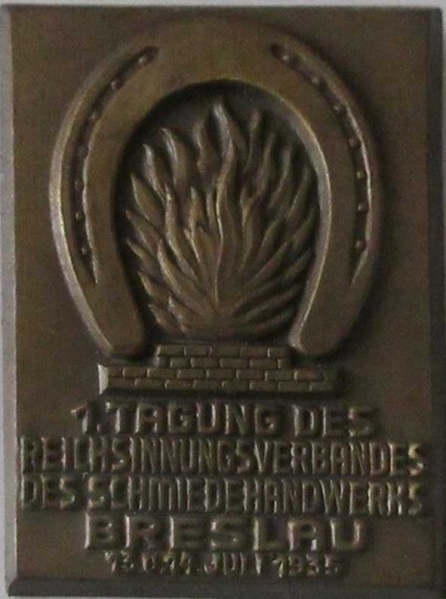 1. TAGUNG DES
REICHSINNUNGSVERBANDES
DES SCHMIEDEHANDWERKS
BRESLAU
13 U. 14. JULI 1935